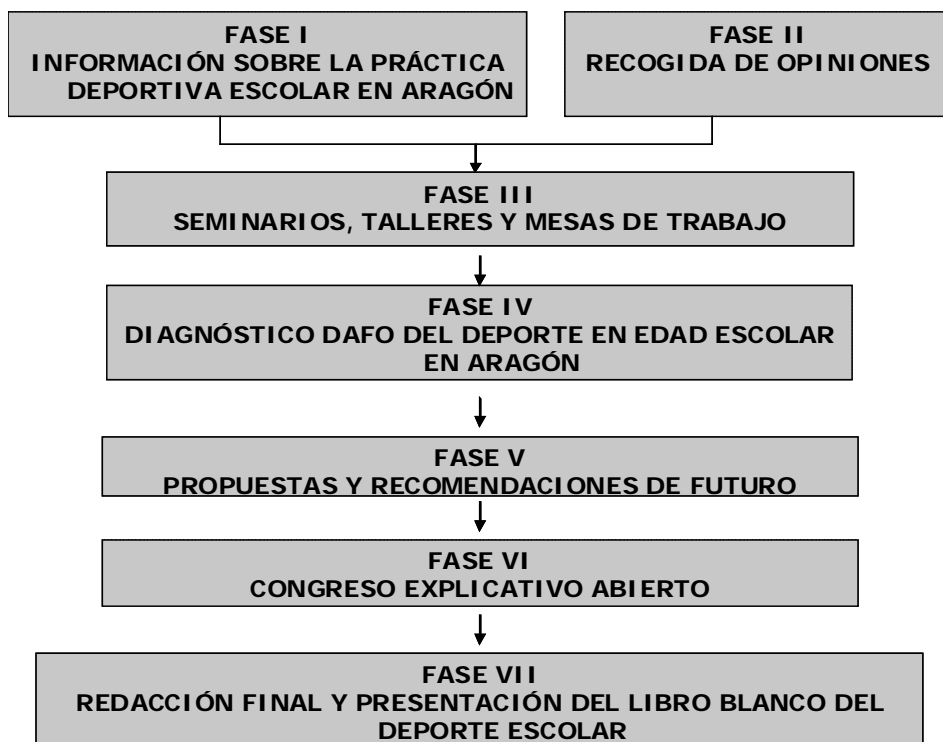 FASE I
INFORMACIÓN SOBRE LA PRÁCTICA
DEPORTIVA ESCOLAR EN ARAGÓN
FASE II
RECOGIDA DE OPINIONES
FASE III
SEMINARIOS, TALLERES Y MESAS DE TRABAJO
FASE IV
DIAGNÓSTICO DAFO DEL DEPORTE EN EDAD ESCOLAR
EN ARAGÓN
FASE V
PROPUESTAS Y RECOMENDACIONES DE FUTURO
FASE VI
CONGRESO EXPLICATIVO ABIERTO
FASE VII
REDACCIÓN FINAL Y PRESENTACIÓN DEL LIBRO BLANCO DEL
DEPORTE ESCOLAR